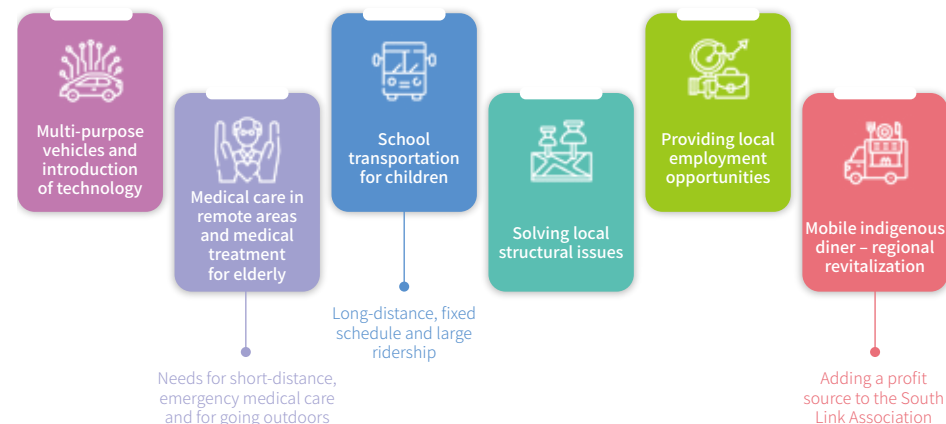 Multi-purpose
vehicles and
introduction
of technology
Medical care in
remote areas
and medical
treatment
for elderly
Needs for short-distance,
emergency medical care
and for going outdoors
School
transportation
for children
Long-distance, fixed
schedule and large
ridership
Solving local
structural issues
Providing local
employment
opportunities
Mobile indigenous
diner – regional
revitalization
Adding a profit
source to the South
Link Association